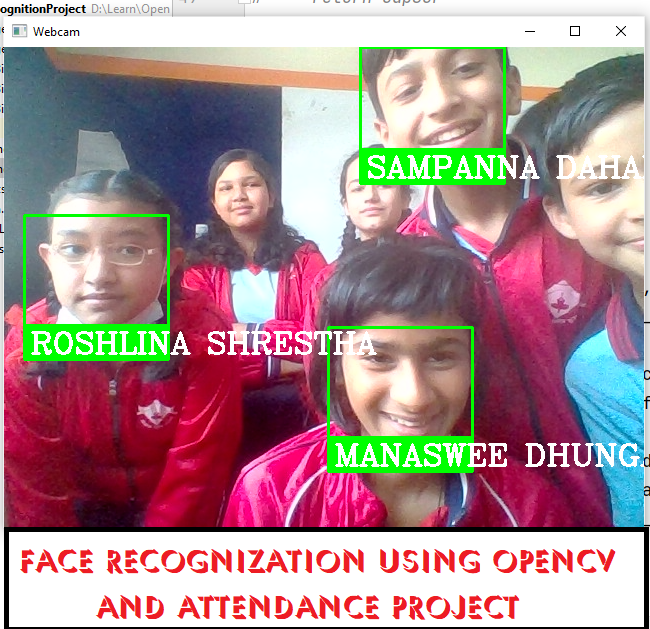 ognitionProject D:\Learn\Open
Webcam
SAMPANNA DAHA
ROSHLINA SHRESTHA
MANASWEE DHUNG
FACE RECOGNIZATION USING OPENCV
AND ATTENDANCE PROJECT